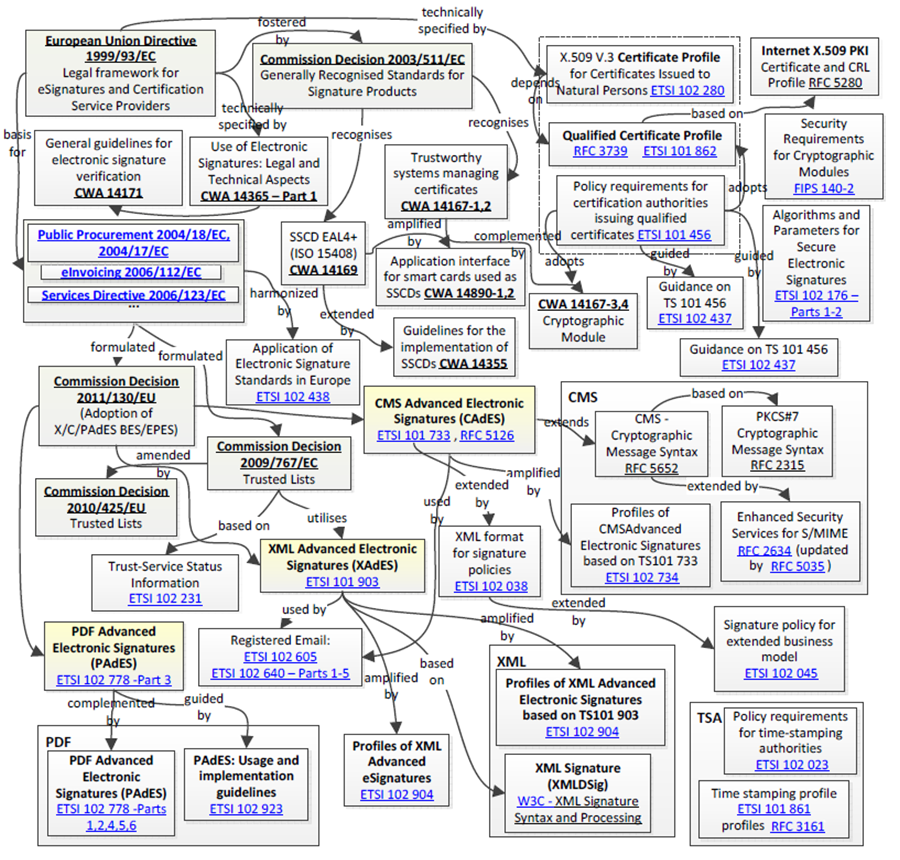 fostered
by
technically
specified by
European Union Directive
1999/93/EC
Legal framework for
eSignatures and Certification
Service Providers
Commission Decision 2003/511/EC
Generally Recognised Standards for
Signature Products
X.509 V.3 Certificate Profile
for Certificates Issued to
Natural Persons ETSI 102 280
Internet X.509 PKI
Certificate and CRL
Profile RFC 5280
depends
on
based on
technically
specified by
recognises
recognises
basis
for
Qualified Certificate Profile
RFC 3739 ETSI 101 862
Security
Requirements
for Cryptographic
Modules
FIPS 140-2
General guidelines for
electronic signature
verification
CWA 14171
Use of Electronic
Signatures: Legal and
Technical Aspects
CWA 14365 – Part 1
Trustworthy
systems managing
certificates
CWA 14167-1,2
Policy requirements for
certification authorities
issuing qualified
certificates ETSI 101 456
adopts
Public Procurement 2004/18/EC,
2004/17/EC
eInvoicing 2006/112/EC
Services Directive 2006/123/EC
...
SSCD EAL4+
(ISO 15408)
CWA 14169
amplified
by
complemented
by
adopts
guided
by
guided
by
Algorithms and
Parameters for
Secure
Electronic
Signatures
ETSI 102 176 –
Parts 1-2
Application interface
for smart cards used as
SSCDs CWA 14890-1,2
harmonized
by
extended
by
CWA 14167-3,4
Cryptographic
Module
Guidance on
TS 101 456
ETSI 102 437
Guidelines for the
implementation of
SSCDs CWA 14355
Guidance on TS 101 456
ETSI 102 437
formulated
formulated
Application of
Electronic Signature
Standards in Europe
ETSI 102 438
Commission Decision
2011/130/EU
(Adoption of
X/C/PAdES BES/EPES)
CMS Advanced Electronic
Signatures (CAdES)
ETSI 101 733 , RFC 5126
extends
CMS
based on
CMS -
Cryptographic
Message Syntax
RFC 5652
PKCS#7
Cryptographic
Message Syntax
RFC 2315
amended
by
Commission Decision
2009/767/EC
Trusted Lists
Commission Decision
2010/425/EU
Trusted Lists
extended
by
amplified
by
extended by
used
by
based on
utilises
XML format
for signature
policies
ETSI 102 038
Profiles of
CMSAdvanced
Electronic Signatures
based on TS101 733
ETSI 102 734
Enhanced Security
Services for S/MIME
RFC 2634 (updated
by RFC 5035 )
Trust-Service Status
Information
ETSI 102 231
XML Advanced Electronic
Signatures (XAdES)
ETSI 101 903
used by
extended
by
amplified
by
Signature policy for
extended business
model
ETSI 102 045
PDF Advanced
Electronic Signatures
(PAdES)
ETSI 102 778 -Part 3
Registered Email:
ETSI 102 605
ETSI 102 640 – Parts 1-5
amplified
by
based
on
complemented
by
guided
by
XML
Profiles of XML Advanced
Electronic Signatures
based on TS101 903
ETSI 102 904
TSA
Policy requirements
for time-stamping
authorities
ETSI 102 023
PDF
PDF Advanced
Electronic
Signatures (PAdES)
ETSI 102 778 -Parts
1,2,4,5,6
PAdES: Usage and
implementation
guidelines
ETSI 102 923
Profiles of XML
Advanced
eSignatures
ETSI 102 904
XML Signature
(XMLDSig)
W3C - XML Signature
Syntax and Processing
Time stamping profile
ETSI 101 861
profiles RFC 3161